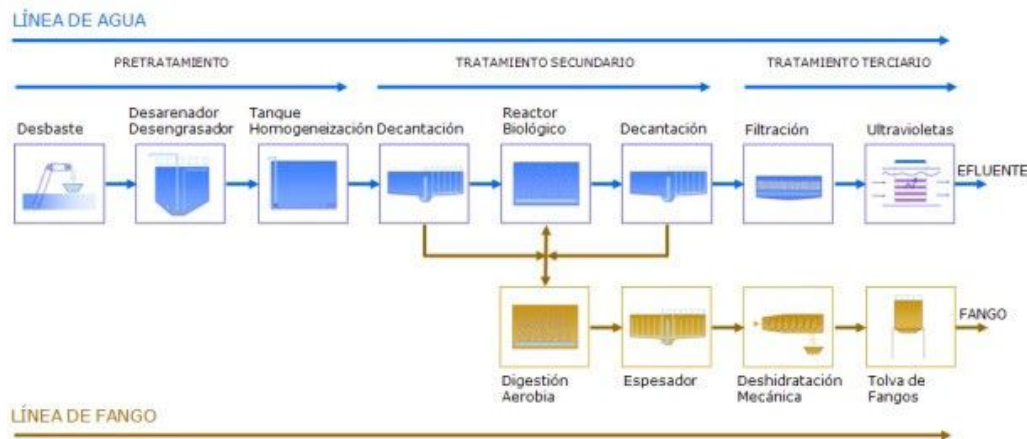 LÍNEA DE AGUA
PRETRATAMIENTO
TRATAMIENTO SECUNDARIO
TRATAMIENTO TERCIARIO
Desbaste
Desarenador
Desengrasador
Tanque
Homogeneización
Decantación
Reactor
Biológico
Decantación
Filtración
Ultravioletas
EFLUENTE
FANGO
Digestión
Aerobia
Espesador
Deshidratación
Mecánica
Tolva de
Fangos
LÍNEA DE FANGO